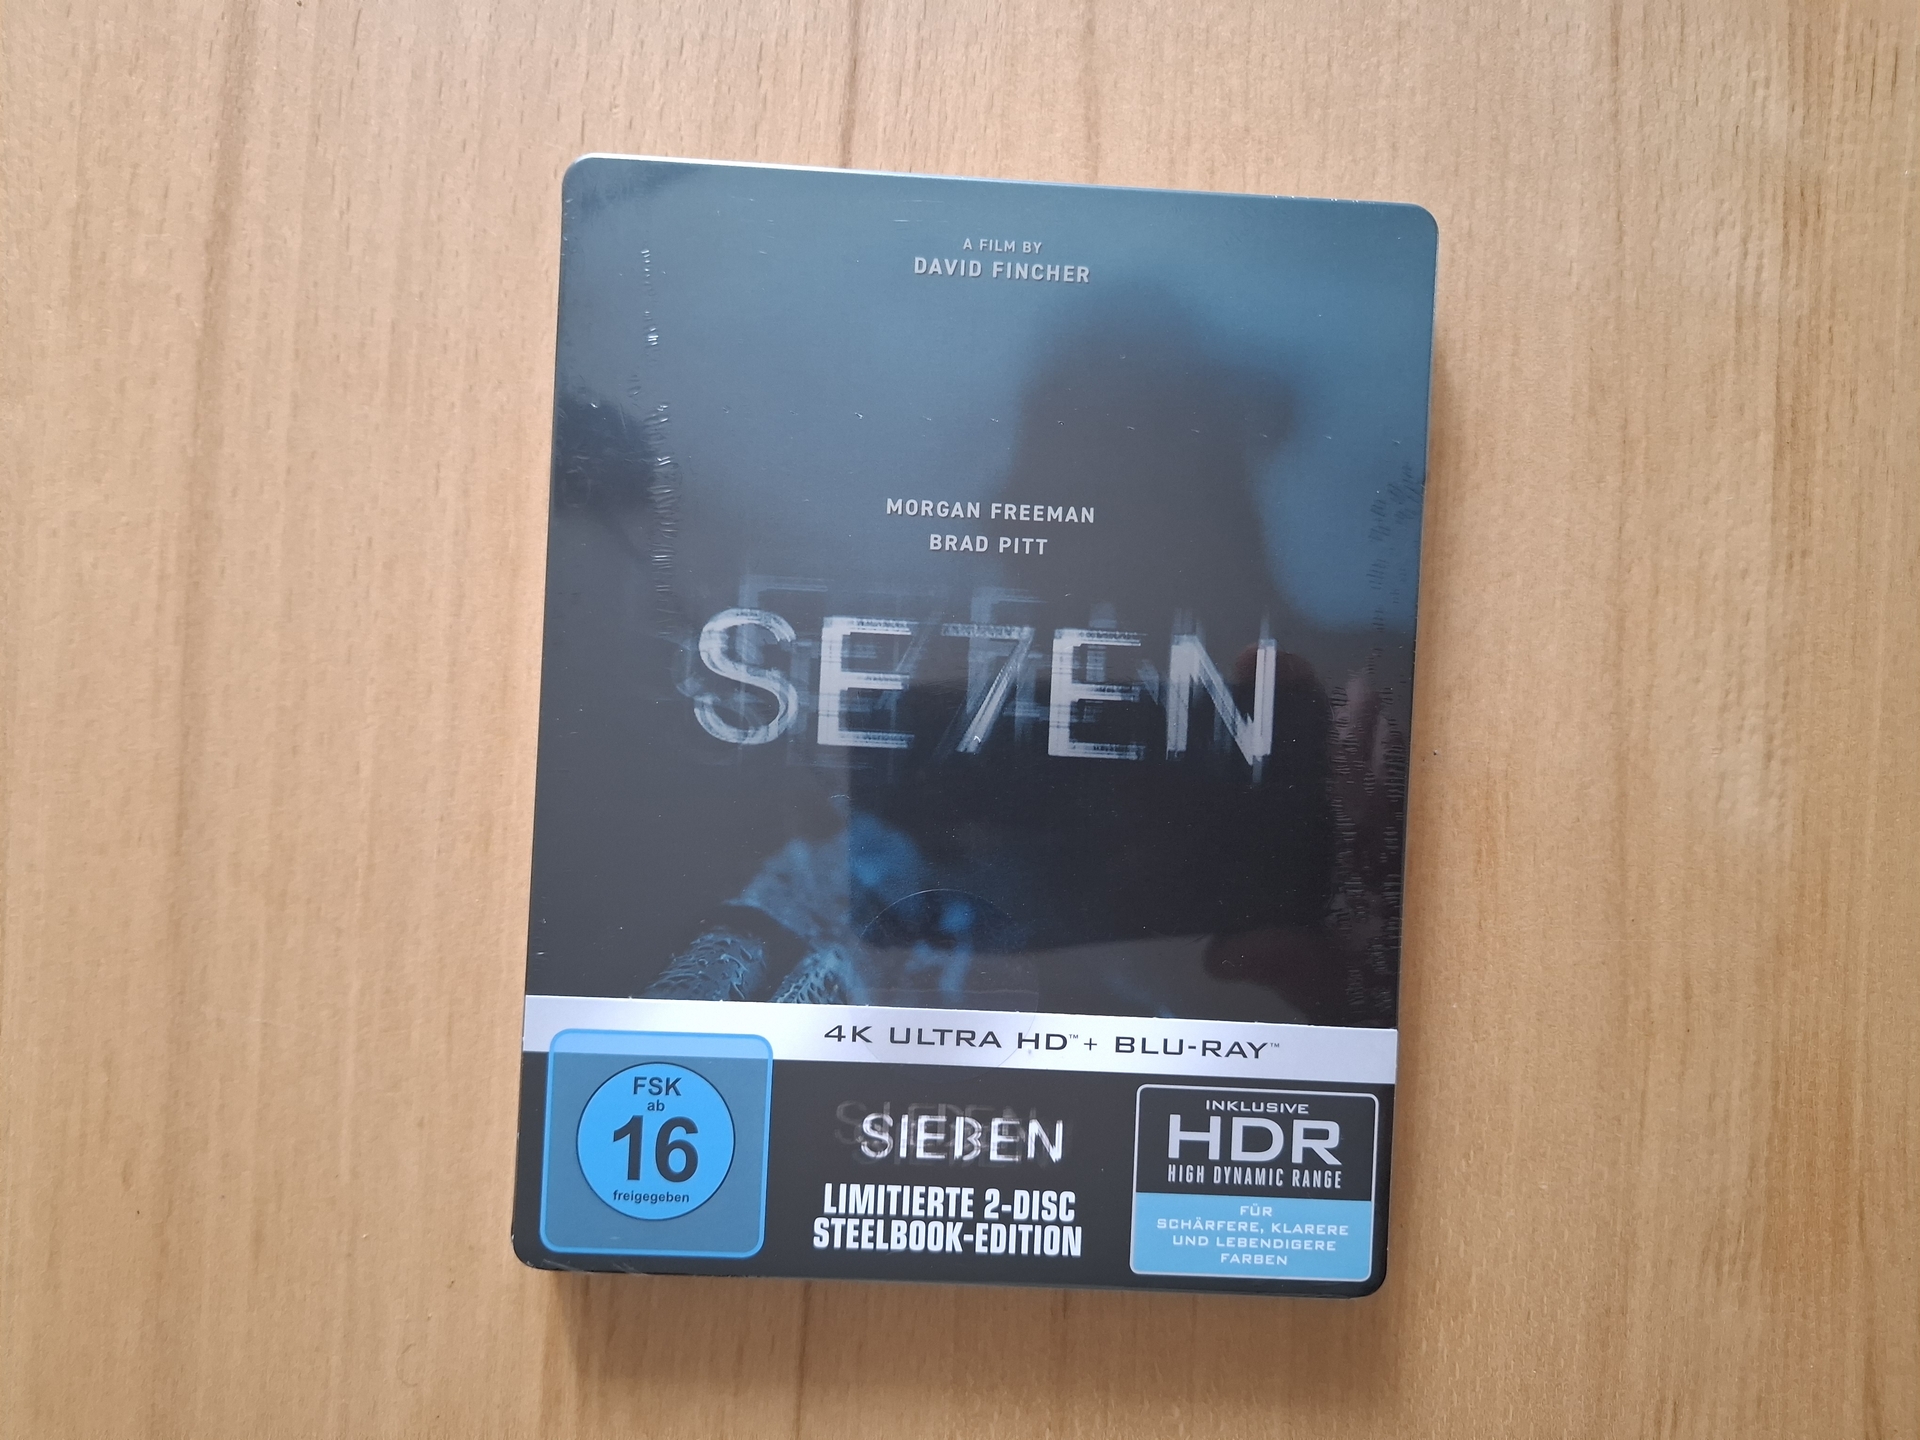 A FILM BY
DAVID FINCHER
MORGAN FREEMAN
BRAD PITT
SE7EN
4K ULTRA HD™ + BLU-RAY™
FSK
ab
16
freigegeben
SIEBEN
LIMITIERTE 2-DISC
STEELBOOK-EDITION
INKLUSIVE
HDR
HIGH DYNAMIC RANGE
FÜR
SCHÄRFERE, KLARERE
UND LEBENDIGERE
FARBEN